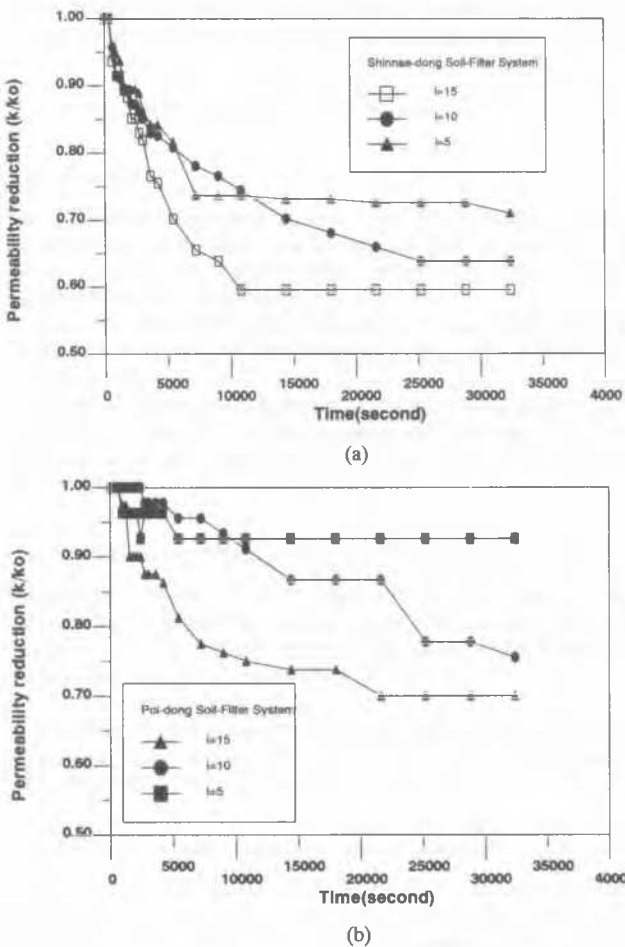 1.00
0.90
0.80
0.70
0.60
0.50
Permeability reduction (k/ko)
Shinnae-dong Soil-Filter System
i=15
i=10
i=5
0
5000
10000
15000
20000
25000
30000
35000
4000
Time(second)
(a)
1.00
0.90
0.80
0.70
0.60
0.50
Permeability reduction (k/ko)
Poi-dong Soil-Filter System
i=15
i=10
i=5
0
5000
10000
15000
20000
25000
30000
35000
4000
Time(second)
(b)